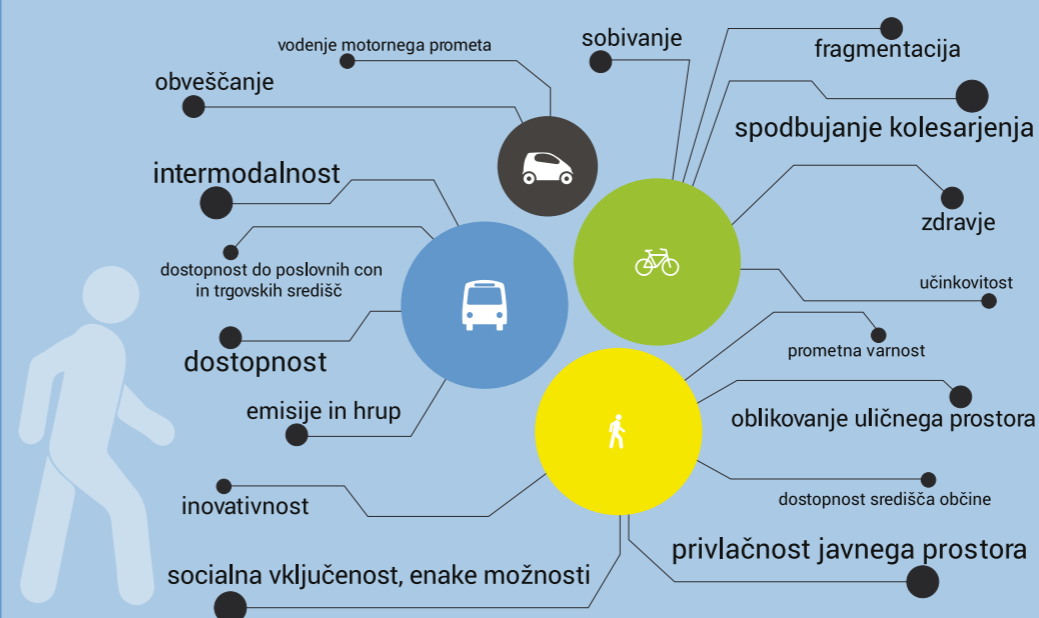 vodenje motornega prometa
obveščanje
sobivanje
fragmentacija
spodbujanje kolesarjenja
intermodalnost
zdravje
dostopnost do poslovnih con
in trgovskih središč
učinkovitost
dostopnost
prometna varnost
emisije in hrup
oblikovanje uličnega prostora
inovativnost
dostopnost središča občine
socialna vključenost, enake možnosti
privlačnost javnega prostora